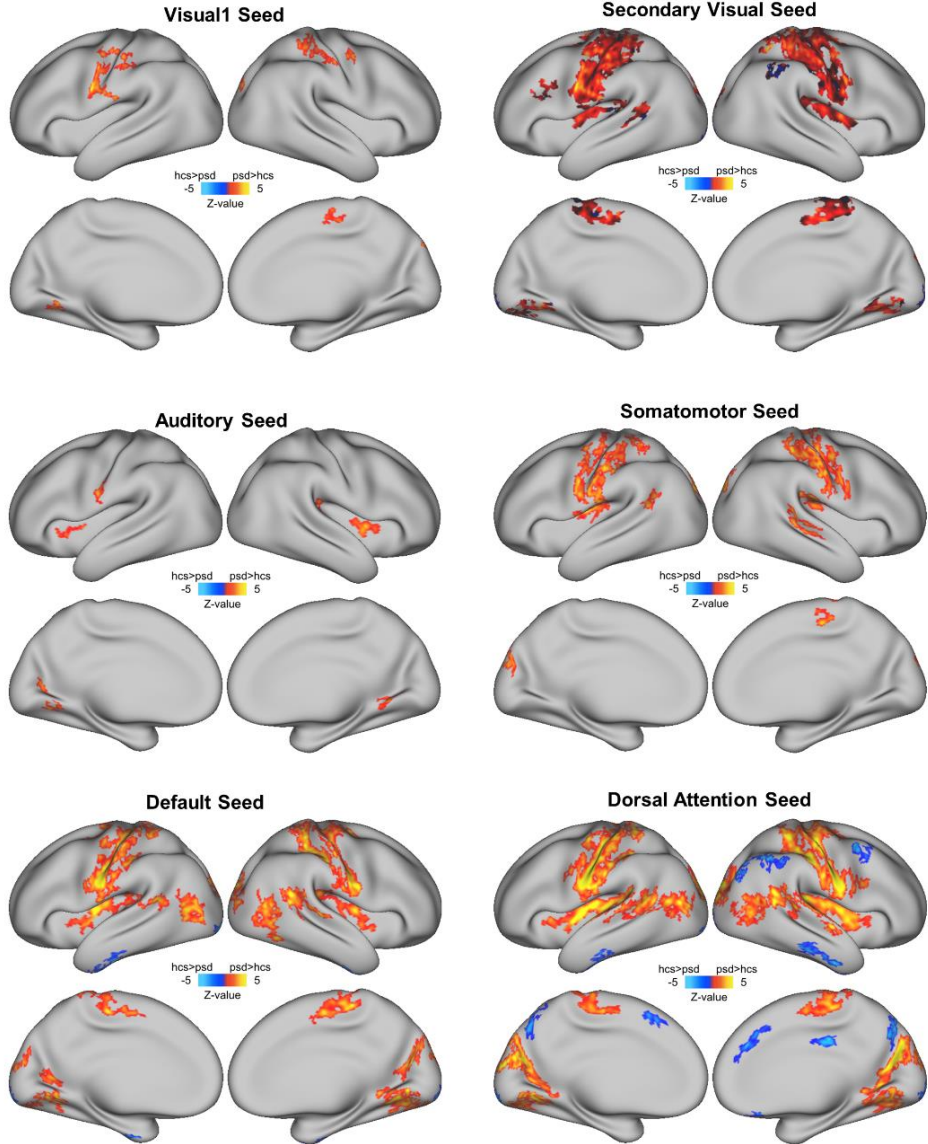 Visual1 Seed
hcs>psd psd>hcs
-5 5
Z-value
Secondary Visual Seed
hcs>psd psd>hcs
-5 5
Z-value
Auditory Seed
hcs>psd psd>hcs
-5 5
Z-value
Somatomotor Seed
hcs>psd psd>hcs
-5 5
Z-value
Default Seed
hcs>psd psd>hcs
-5 5
Z-value
Dorsal Attention Seed
hcs>psd psd>hcs
-5 5
Z-value